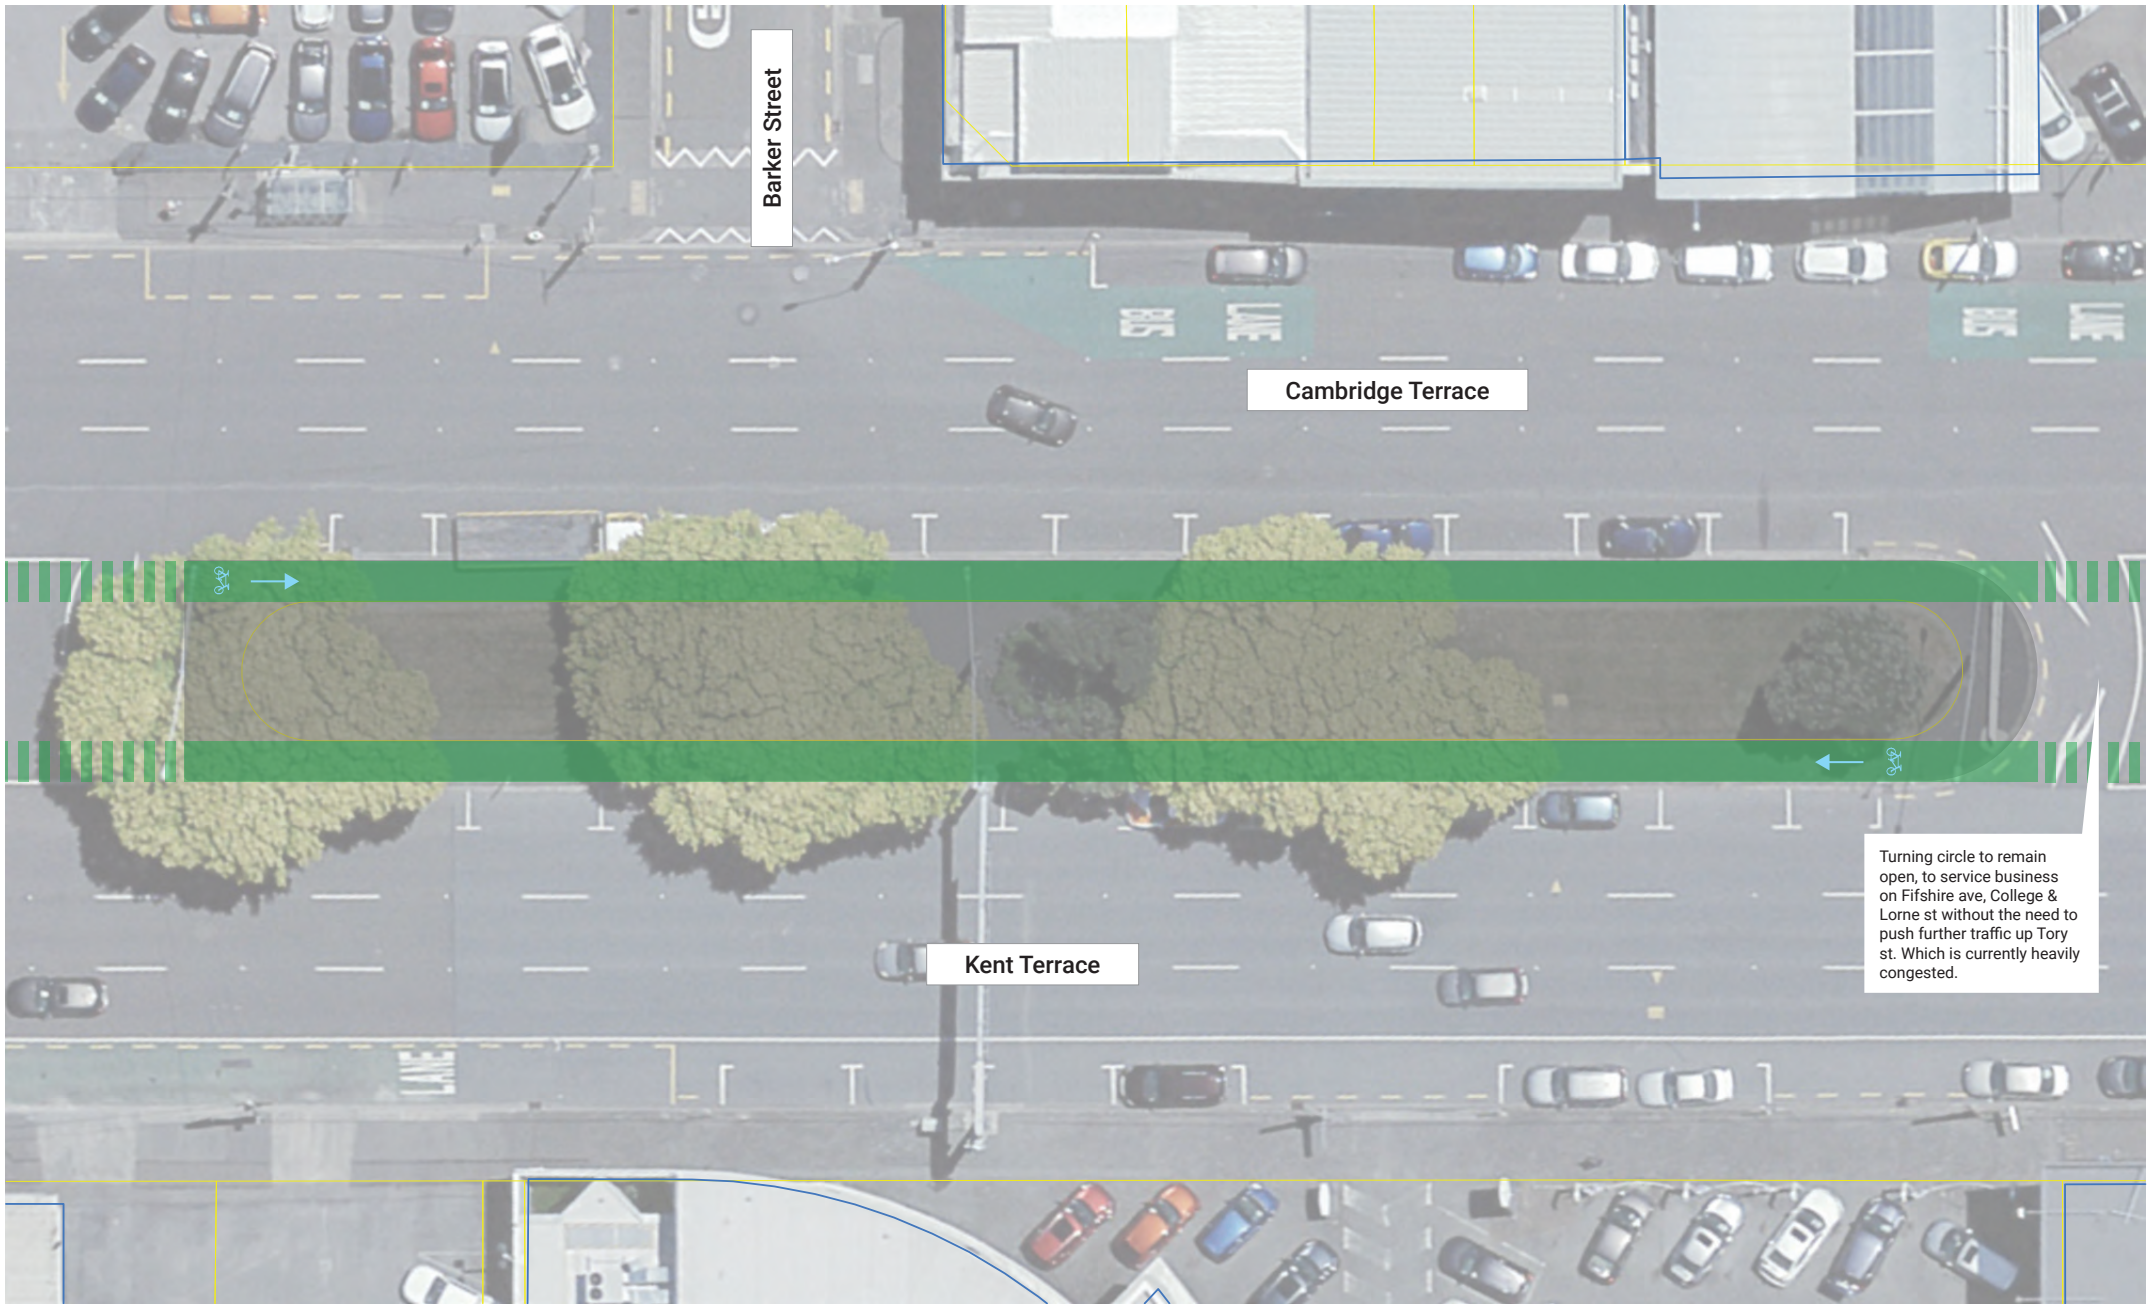 Barker Street
BUS
LANE
BUS
LANE
Cambridge Terrace
Turning circle to remain
open, to service business
on Fifshire ave, College &
Lorne st without the need to
push further traffic up Tory
st. Which is currently heavily
congested.
Kent Terrace
LANE